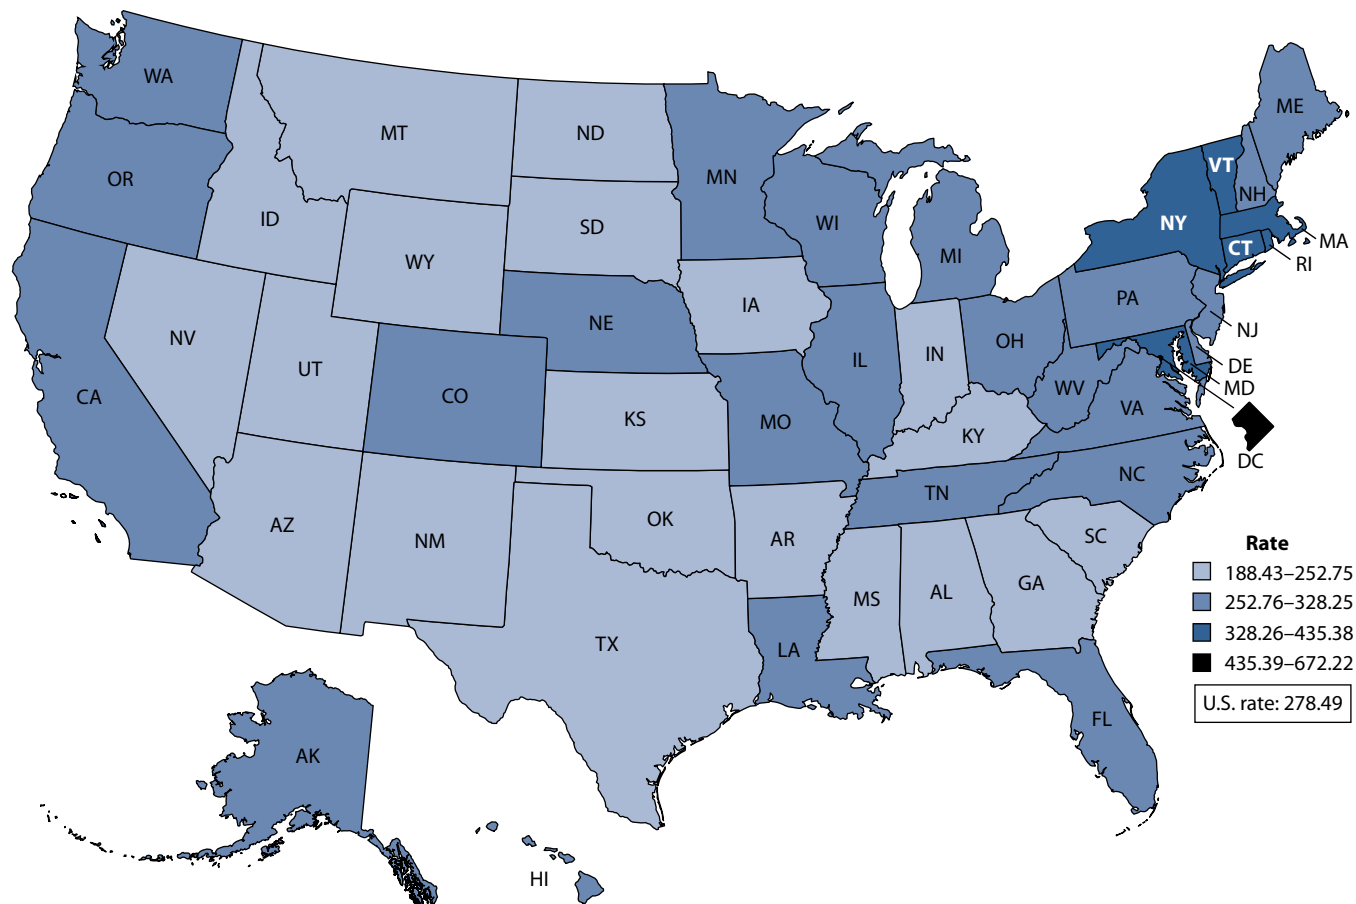 WA
MT
ND
ME
OR
MN
VT
NH
ID
SD
WI
NY
MA
WY
MI
CT
RI
IA
PA
NV
NE
NJ
UT
IL
IN
OH
DE
CA
CO
WV
MD
KS
MO
VA
KY
DC
NC
TN
AZ
NM
OK
AR
SC
MS
AL
GA
TX
LA
FL
AK
HI
Rate
188.43–252.75
252.76–328.25
328.26–435.38
435.39–672.22
U.S. rate: 278.49